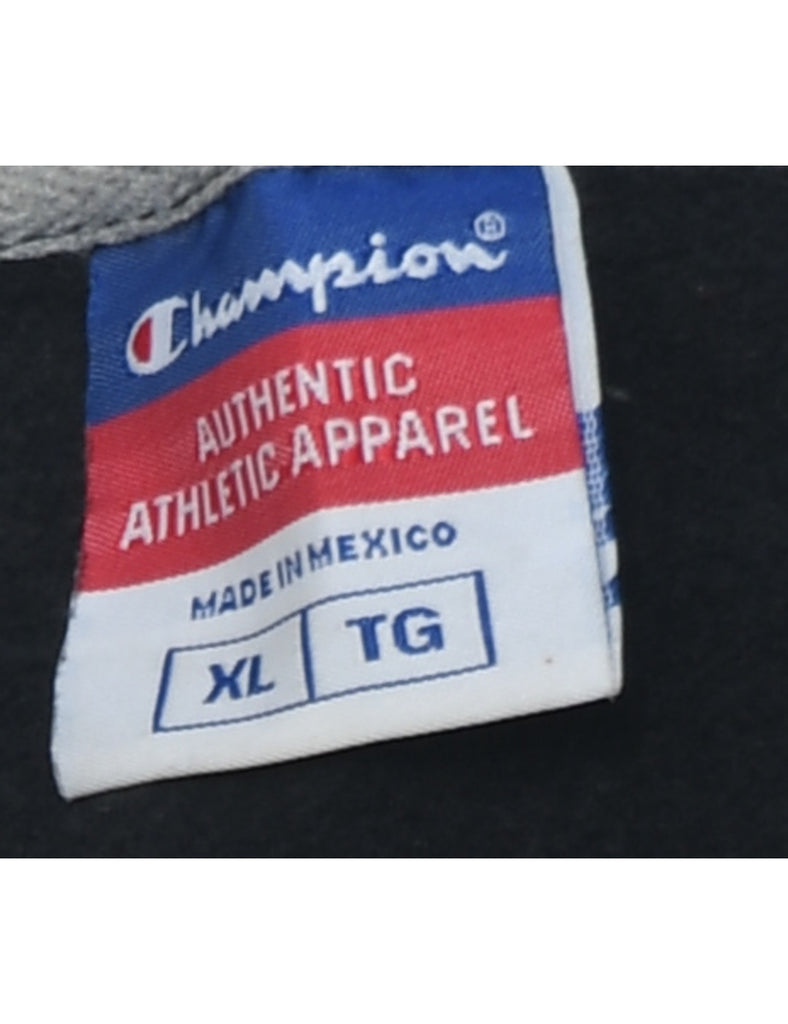 Champion®
AUTHENTIC
ATHLETIC APPAREL
MADE IN MEXICO
XL TG